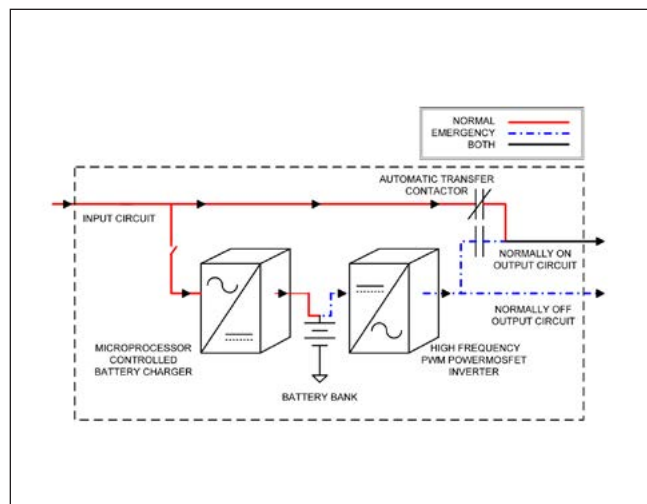 NORMAL
EMERGENCY
BOTH
AUTOMATIC TRANSFER
CONTACTOR
INPUT CIRCUIT
NORMALLY ON
OUTPUT CIRCUIT
NORMALLY OFF
OUTPUT CIRCUIT
MICROPROCESSOR
CONTROLLED
BATTERY CHARGER
HIGH FREQUENCY
PWM POWERMOSFET
INVERTER
BATTERY BANK